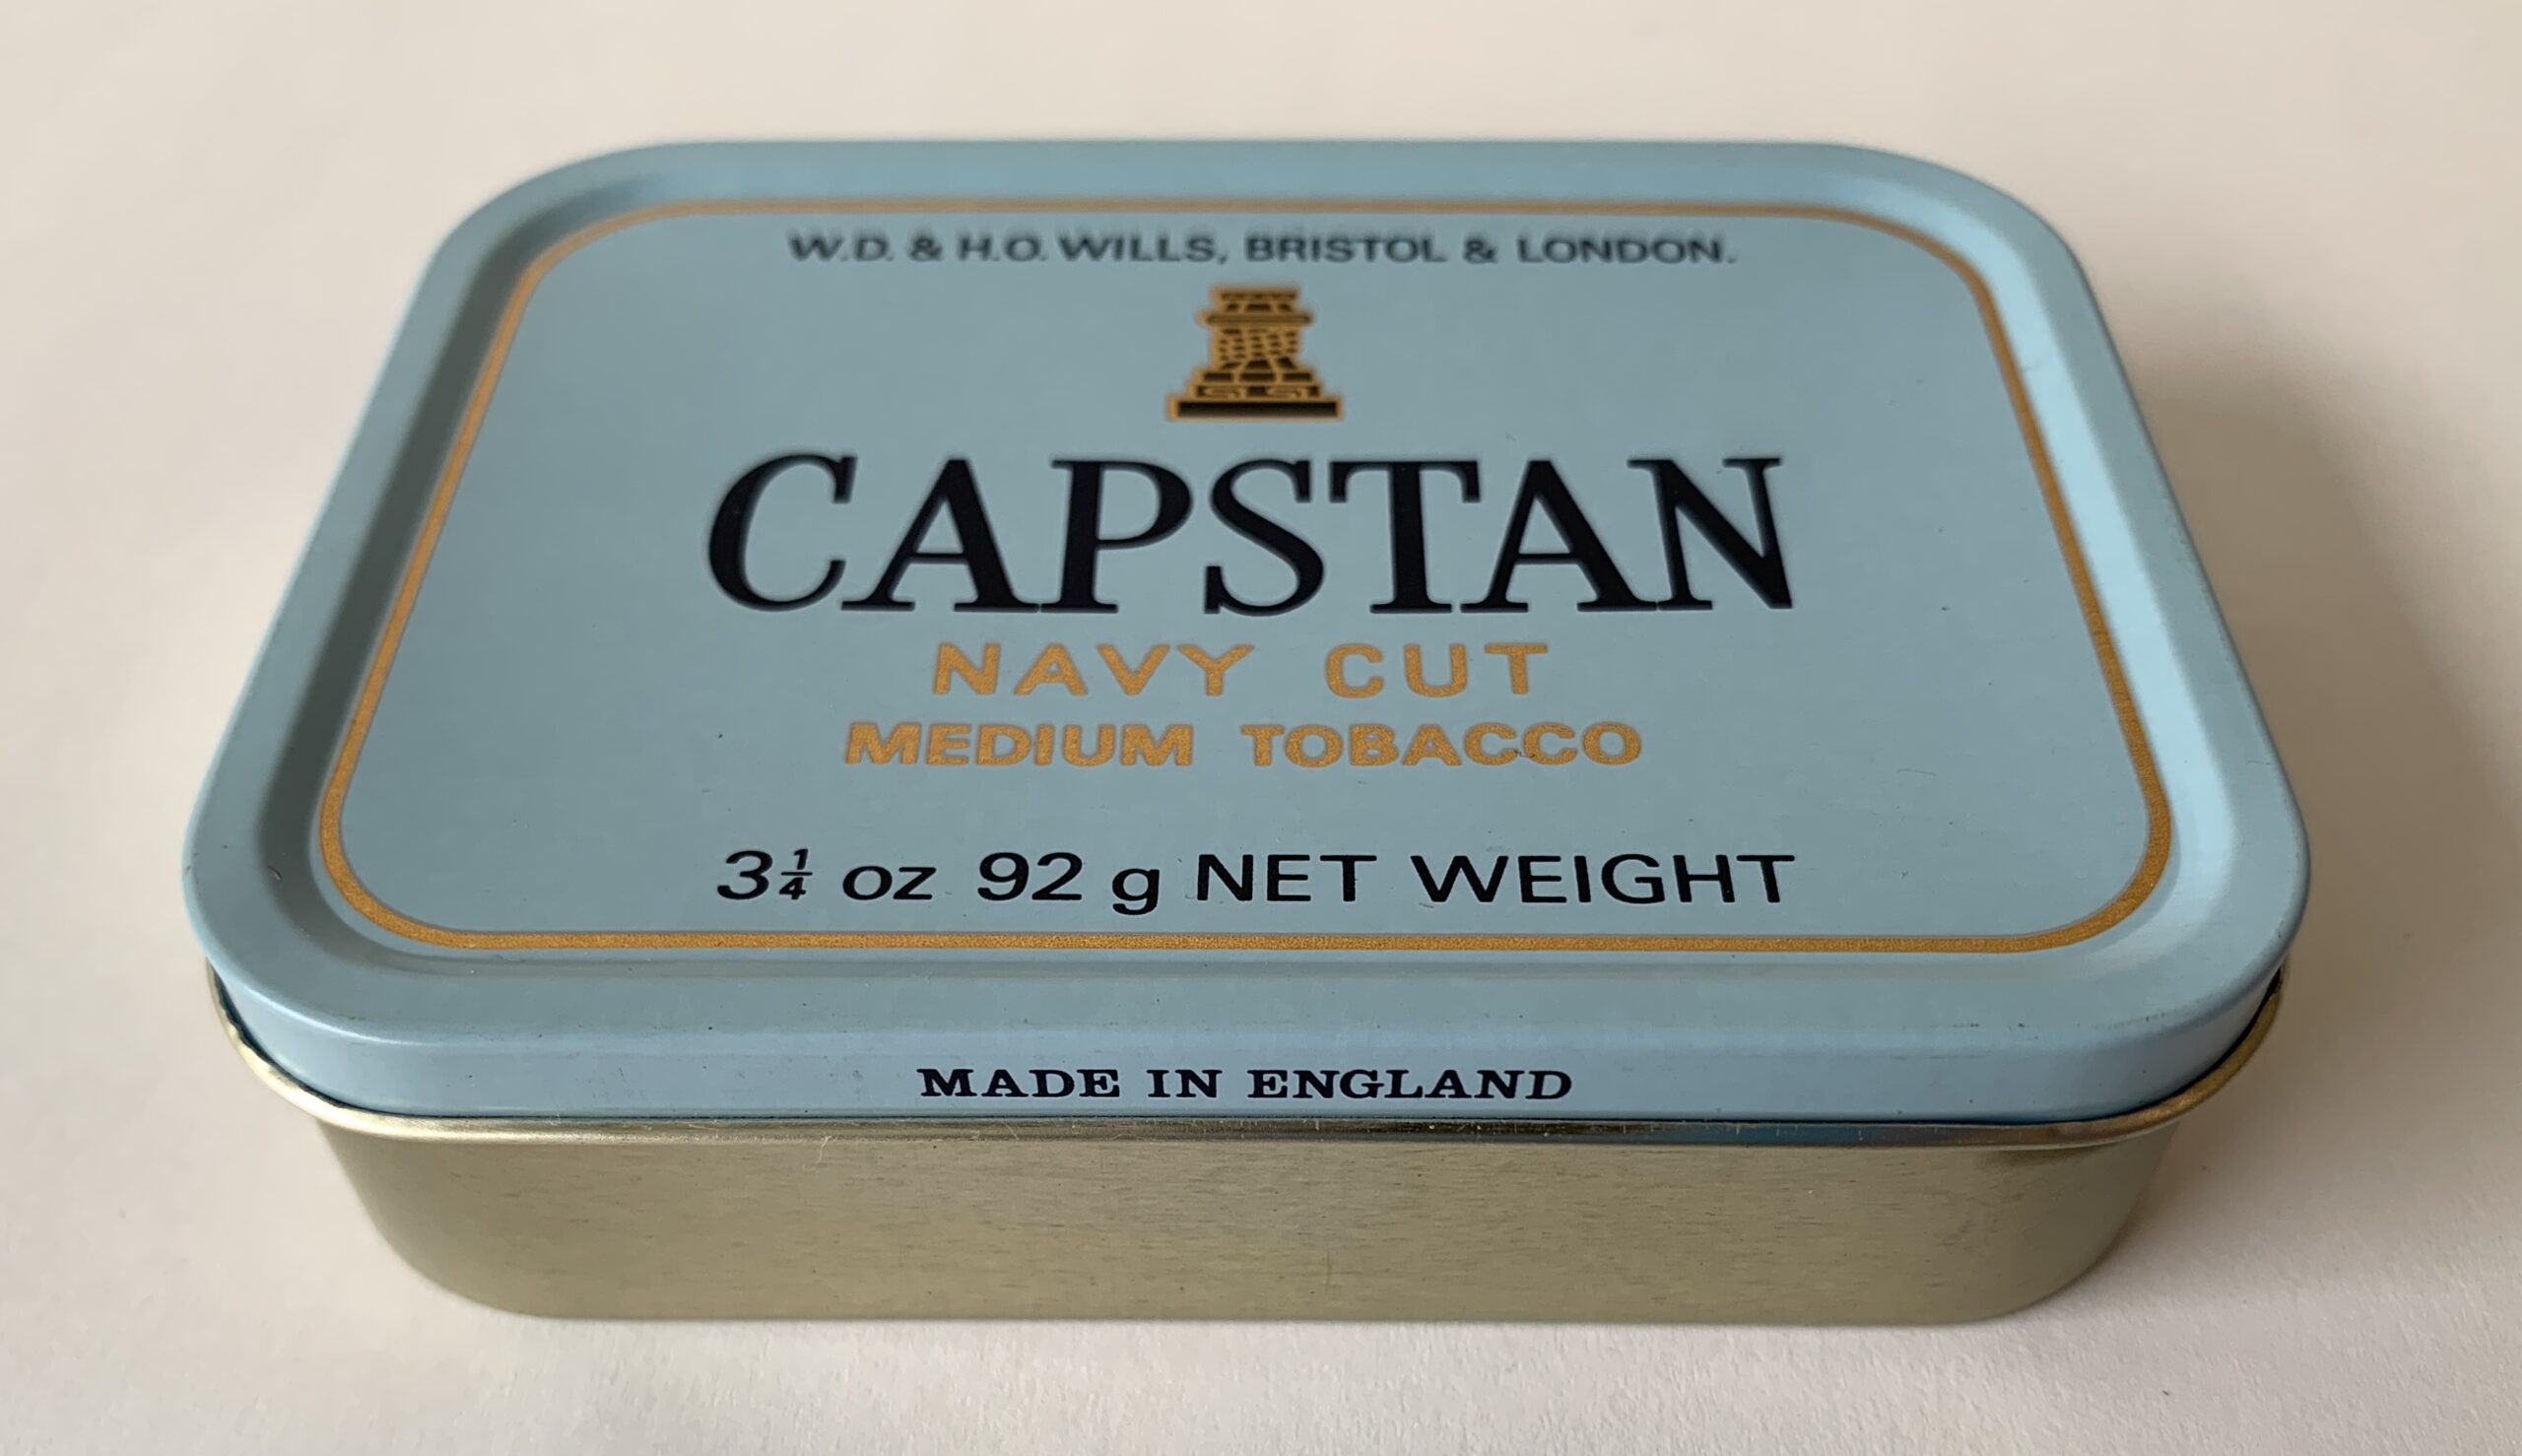 W.D. & H.O. WILLS, BRISTOL & LONDON.
CAPSTAN
NAVY CUT
MEDIUM TOBACCO
3¼ oz 92 g NET WEIGHT
MADE IN ENGLAND